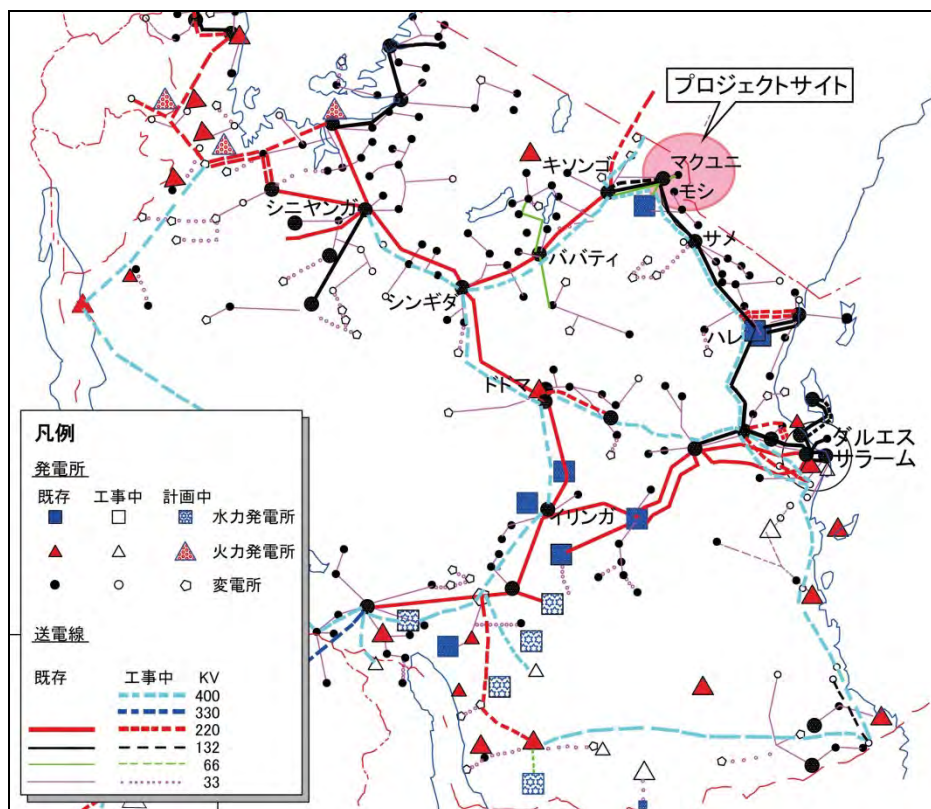 プロジェクトサイト
キソンゴ
マクユニ
モシ
シニヤンガ
サメ
ババティ
シンギダ
ハレ
ドドマ
ダルエス
サラーム
イリンガ
凡例
発電所
既存 工事中 計画中
水力発電所
火力発電所
変電所
送電線
既存 工事中 KV
400
330
220
132
66
33